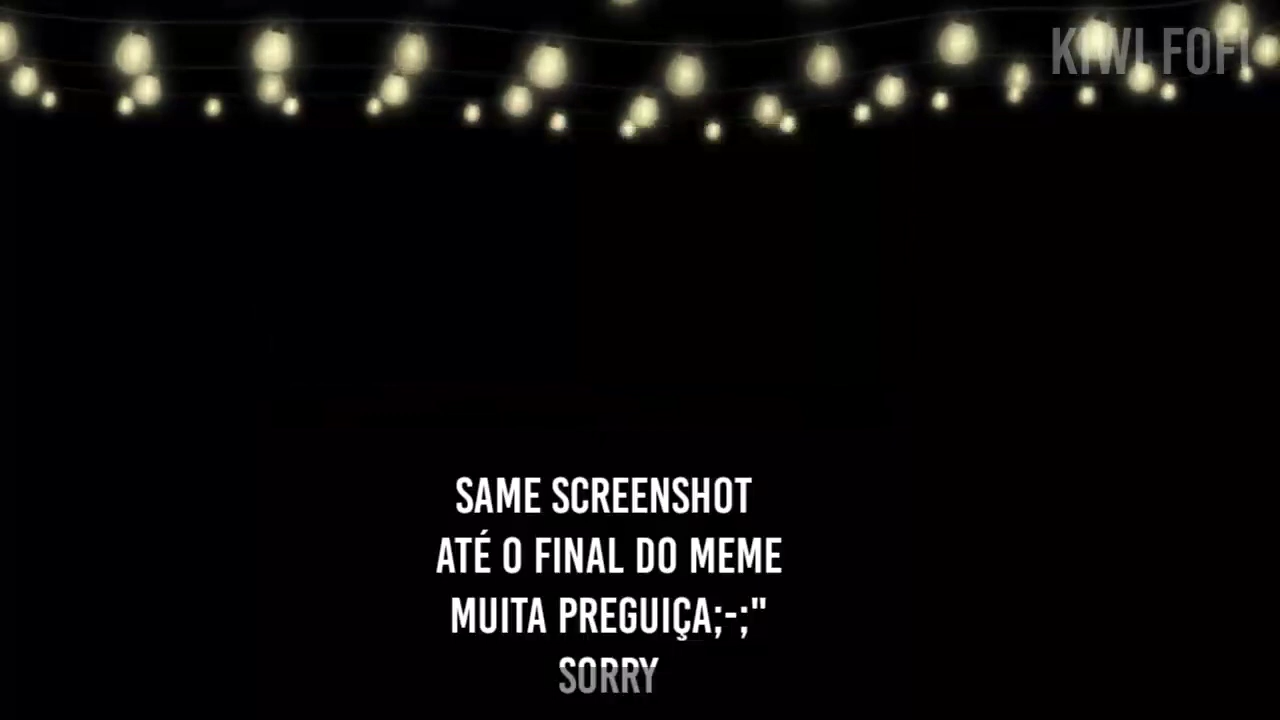 KIWI FOFI
SAME SCREENSHOT
ATÉ O FINAL DO MEME
MUITA PREGUIÇA;-;"
SORRY